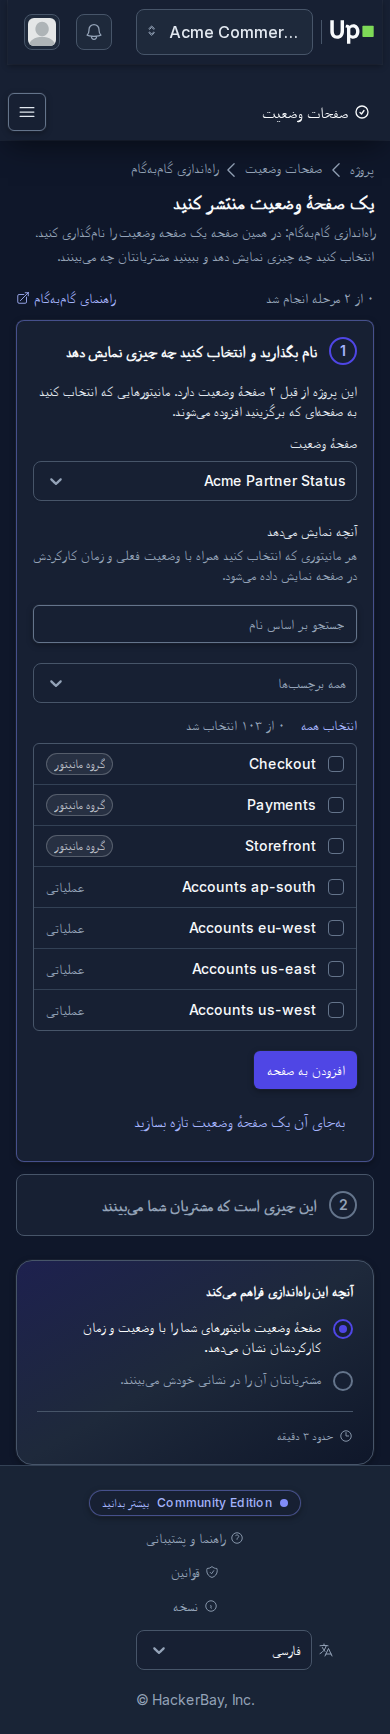 Up
Acme Commer...
صفحات وضعیت
پروژه
صفحات وضعیت
راه‌اندازی گام‌به‌گام
یک صفحهٔ وضعیت منتشر کنید
راه‌اندازی گام‌به‌گام: در همین صفحه یک صفحه وضعیت را نام‌گذاری کنید،
انتخاب کنید چه چیزی نمایش دهد و ببینید مشتریانتان چه می‌بینند.
۰ از ۲ مرحله انجام شد
راهنمای گام‌به‌گام
1
نام بگذارید و انتخاب کنید چه چیزی نمایش دهد
این پروژه از قبل ۲ صفحهٔ وضعیت دارد. مانیتورهایی که انتخاب کنید
به صفحه‌ای که برگزینید افزوده می‌شوند.
صفحهٔ وضعیت
Acme Partner Status
آنچه نمایش می‌دهد
هر مانیتوری که انتخاب کنید همراه با وضعیت فعلی و زمان کارکردش
در صفحه نمایش داده می‌شود.
جستجو بر اساس نام
همه برچسب‌ها
انتخاب همه
۰ از ۱۰۳ انتخاب شد
Checkout
گروه مانیتور
Payments
گروه مانیتور
Storefront
گروه مانیتور
Accounts ap-south
عملیاتی
Accounts eu-west
عملیاتی
Accounts us-east
عملیاتی
Accounts us-west
عملیاتی
افزودن به صفحه
به‌جای آن یک صفحهٔ وضعیت تازه بسازید
2
این چیزی است که مشتریان شما می‌بینند
آنچه این راه‌اندازی فراهم می‌کند
صفحهٔ وضعیت مانیتورهای شما را با وضعیت و زمان
کارکردشان نشان می‌دهد.
مشتریانتان آن را در نشانی خودش می‌بینند.
حدود ۳ دقیقه
Community Edition بیشتر بدانید
راهنما و پشتیبانی
قوانین
نسخه
فارسی
© HackerBay, Inc.